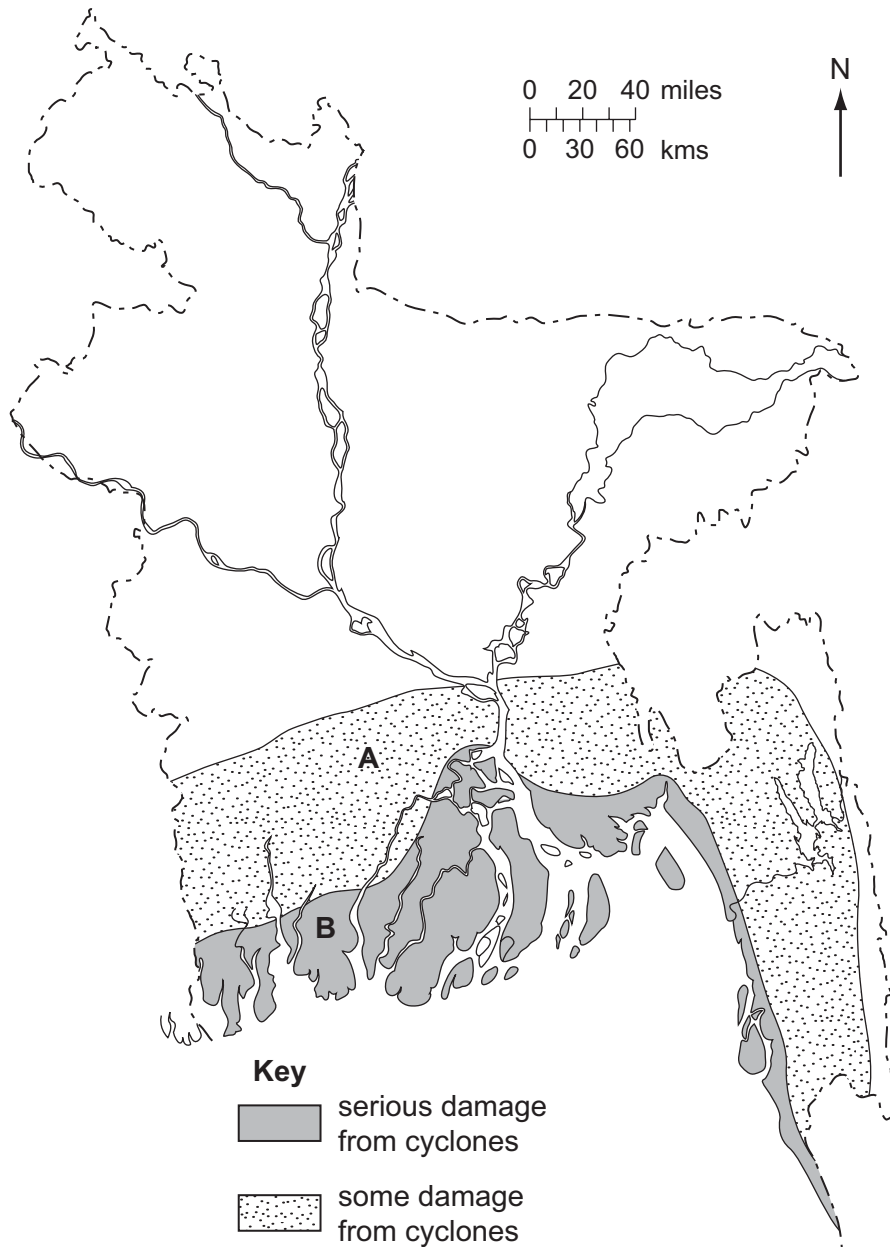 0 20 40 miles
0 30 60 kms
N
A
B
Key
serious damage
from cyclones
some damage
from cyclones